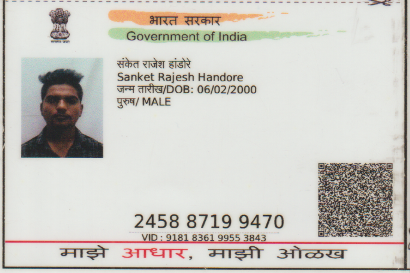 भारत सरकार
Government of India
संकेत राजेश हांडोरे
Sanket Rajesh Handore
जन्म तारीख/DOB: 06/02/2000
पुरुष/ MALE
2458 8719 9470
VID : 9181 8361 9955 3843
माझे आधार, माझी ओळख